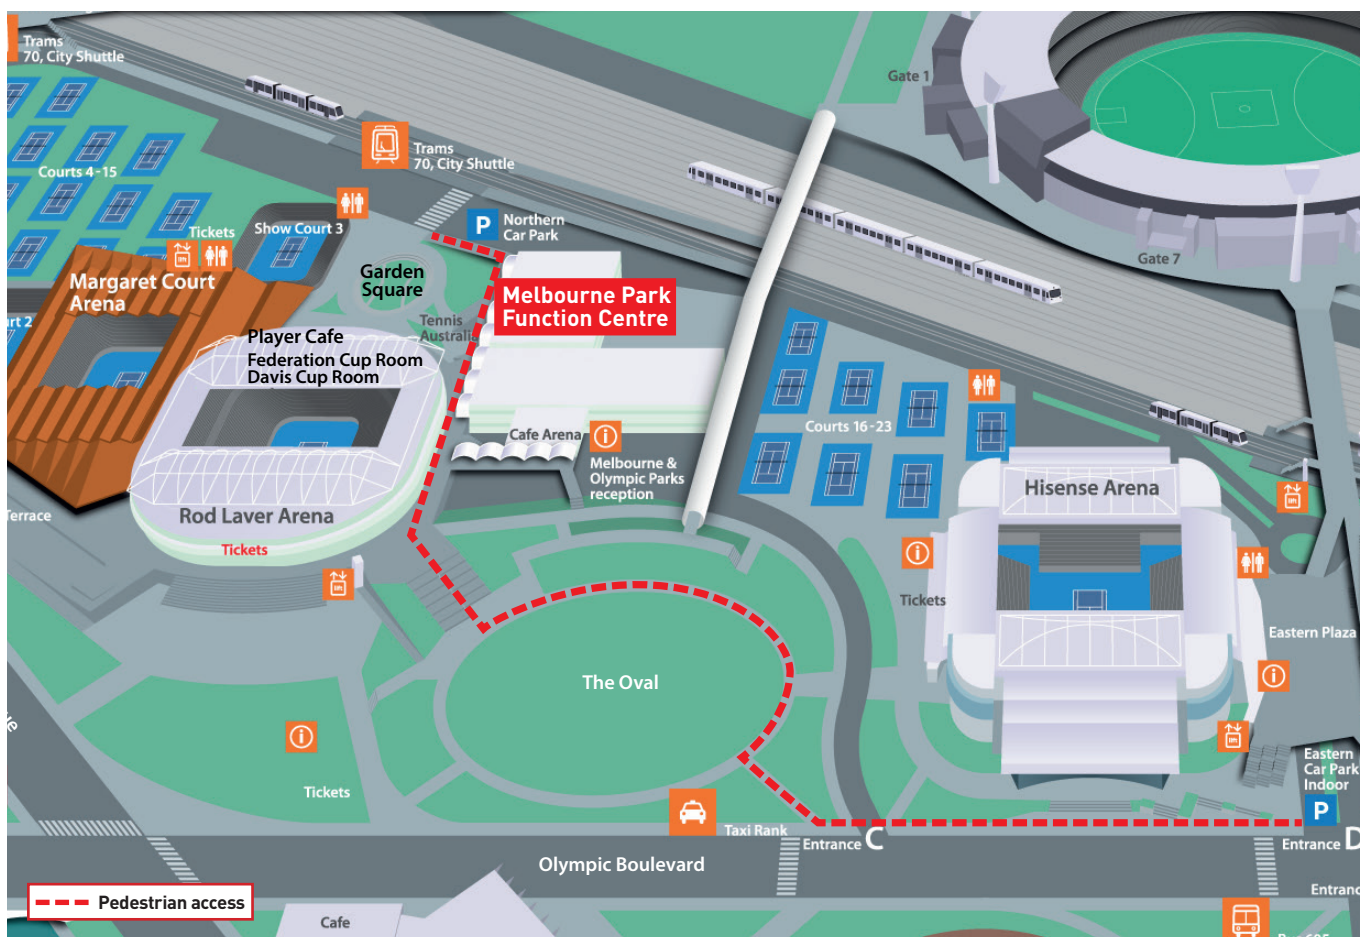 Trams
70, City Shuttle
Gate 1
Trams
70, City Shuttle
Courts 4-15
Northern
Car Park
P
Tickets
Show Court 3
Gate 7
Garden
Square
Margaret Court
Arena
Melbourne Park
Function Centre
Tennis
Australia
Player Cafe
Federation Cup Room
Davis Cup Room
Courts 16-23
Cafe Arena
Melbourne &
Olympic Parks
reception
Hisense Arena
Rod Laver Arena
Terrace
Tickets
Tickets
Eastern Plaza
The Oval
Eastern
Car Park
Indoor
P
Tickets
Taxi Rank
Entrance C
Entrance D
Olympic Boulevard
Pedestrian access
Cafe